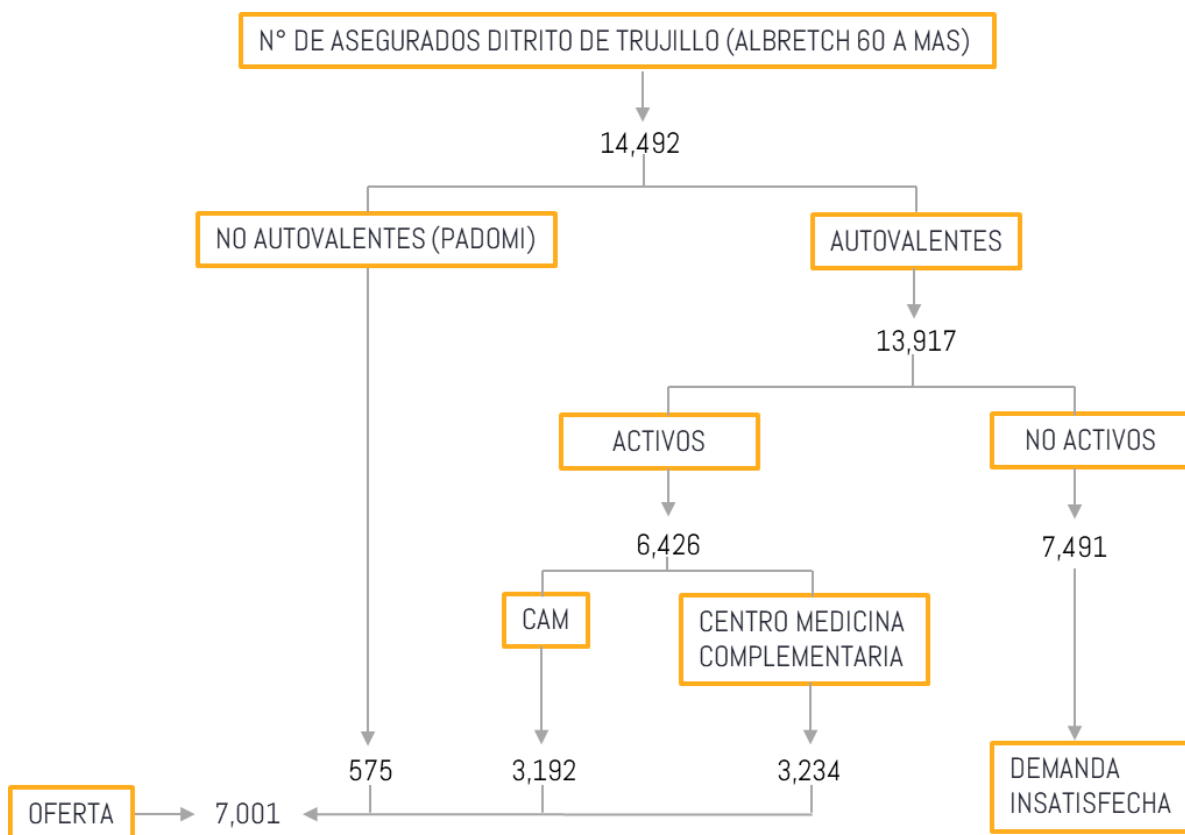 N° DE ASEGURADOS DITRITO DE TRUJILLO (ALBRETCH 60 A MAS)
14,492
NO AUTOVALENTES (PADOMI)
AUTOVALENTES
13,917
ACTIVOS
NO ACTIVOS
6,426
7,491
CAM
CENTRO MEDICINA
COMPLEMENTARIA
575
3,192
3,234
DEMANDA
INSATISFECHA
OFERTA
7,001